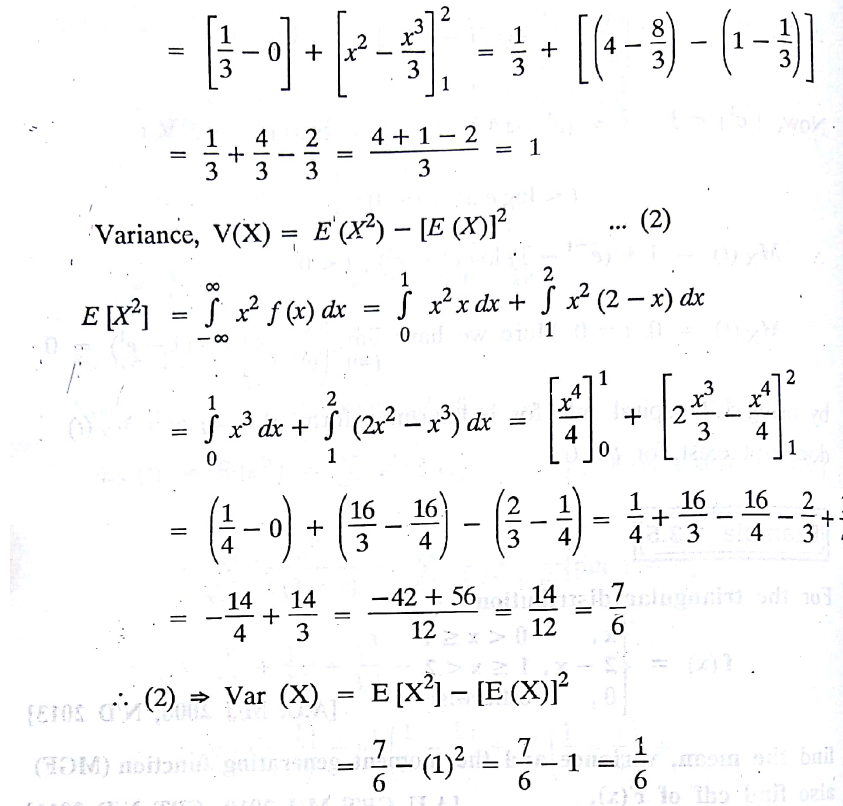 = [1/3 − 0] + [x² − x³/3]₁² = 1/3 + [(4 − 8/3) − (1 − 1/3)]
= 1/3 + 4/3 − 2/3 = (4 + 1 − 2)/3 = 1
Variance, V(X) = E (X²) − [E (X)]² ... (2)
E [X²] = ∫_{−∞}^{∞} x² f (x) dx = ∫₀¹ x² x dx + ∫₁² x² (2 − x) dx
= ∫₀¹ x³ dx + ∫₁² (2x² − x³) dx = [x⁴/4]₀¹ + [2 x³/3 − x⁴/4]₁²
= (1/4 − 0) + (16/3 − 16/4) − (2/3 − 1/4) = 1/4 + 16/3 − 16/4 − 2/3 +
= −14/4 + 14/3 = (−42 + 56)/12 = 14/12 = 7/6
∴ (2) ⇒ Var (X) = E [X²] − [E (X)]²
= 7/6 − (1)² = 7/6 − 1 = 1/6